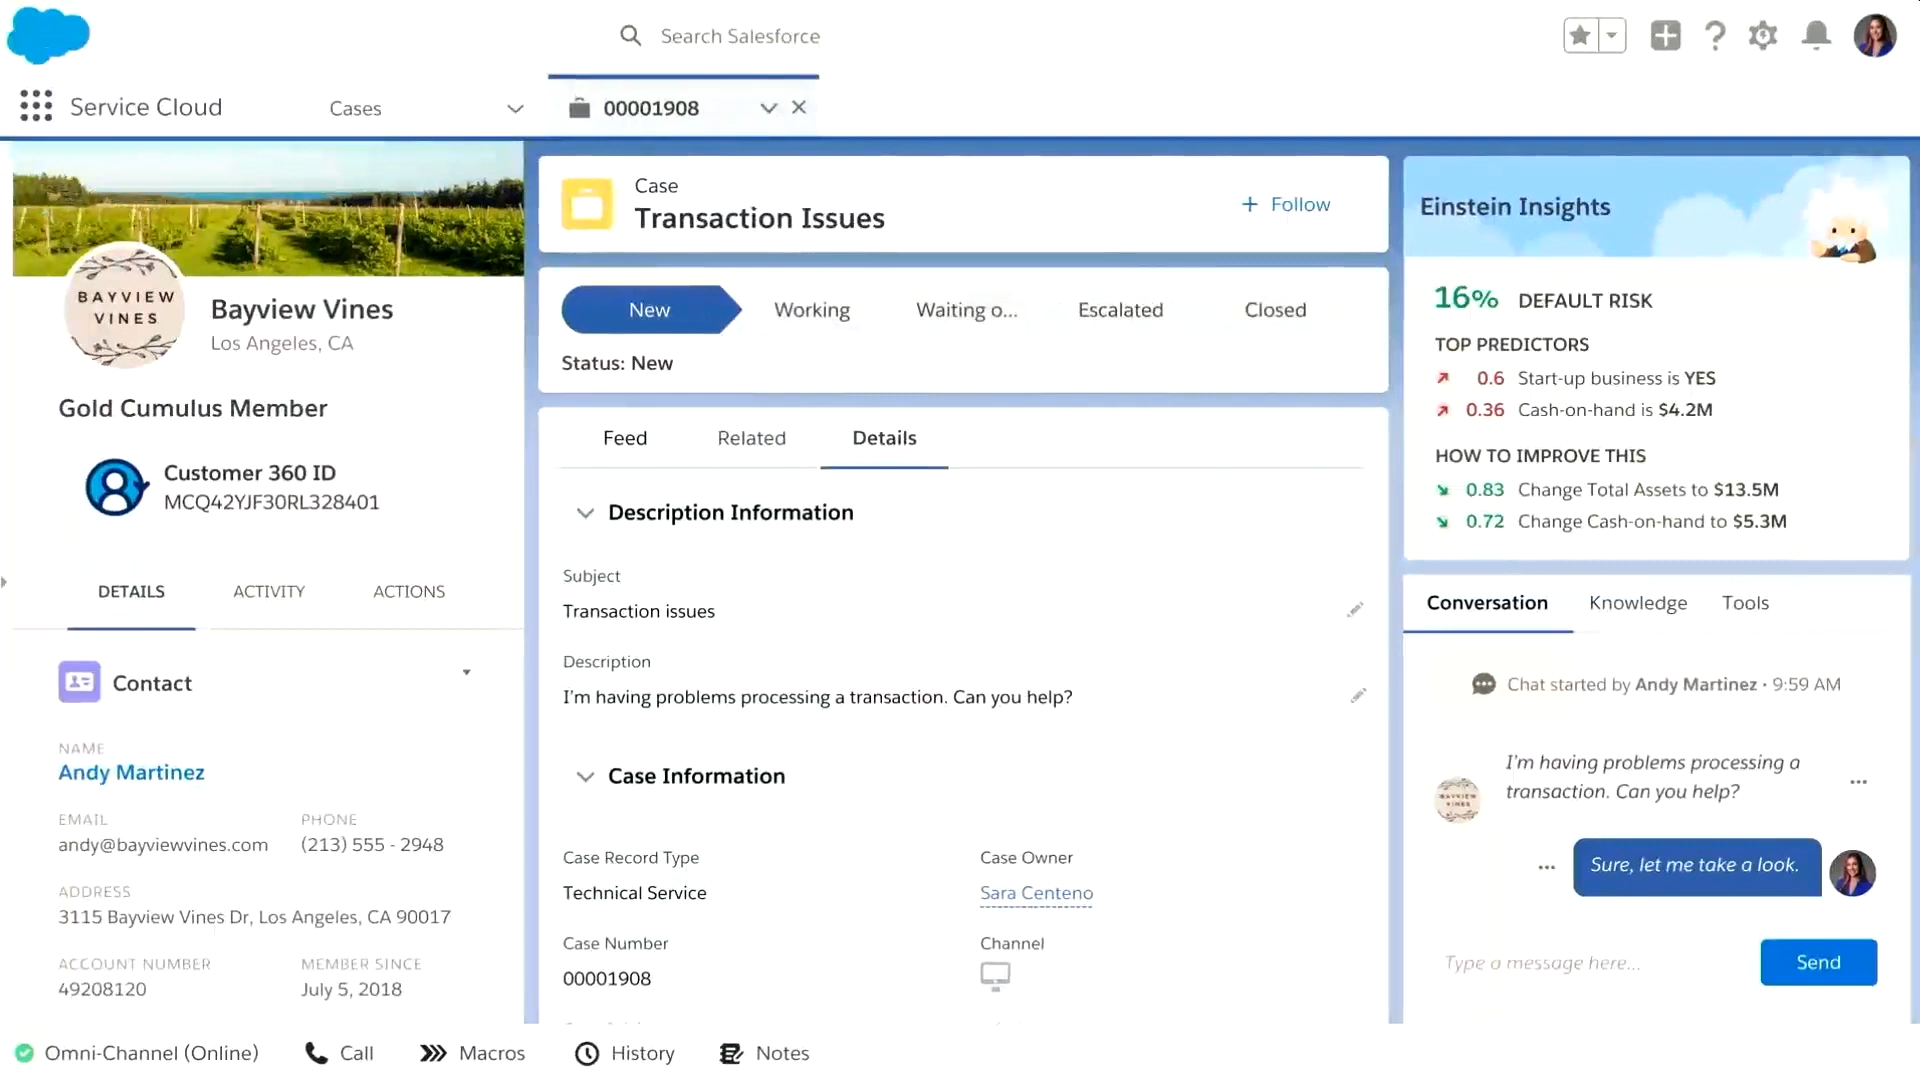 Search Salesforce
Service Cloud
Cases
00001908
BAYVIEW
VINES
Bayview Vines
Los Angeles, CA
Gold Cumulus Member
Customer 360 ID
MCQ42YJF30RL328401
DETAILS ACTIVITY ACTIONS
Contact
NAME
Andy Martinez
EMAIL PHONE
andy@bayviewvines.com (213) 555 - 2948
ADDRESS
3115 Bayview Vines Dr, Los Angeles, CA 90017
ACCOUNT NUMBER MEMBER SINCE
49208120 July 5, 2018
Case
Transaction Issues
+ Follow
New Working Waiting o... Escalated Closed
Status: New
Feed Related Details
Description Information
Subject
Transaction issues
Description
I'm having problems processing a transaction. Can you help?
Case Information
Case Record Type Case Owner
Technical Service Sara Centeno
Case Number Channel
00001908
Einstein Insights
16% DEFAULT RISK
TOP PREDICTORS
0.6 Start-up business is YES
0.36 Cash-on-hand is $4.2M
HOW TO IMPROVE THIS
0.83 Change Total Assets to $13.5M
0.72 Change Cash-on-hand to $5.3M
Conversation Knowledge Tools
Chat started by Andy Martinez • 9:59 AM
I'm having problems processing a
transaction. Can you help?
BAYVIEW
VINES
Sure, let me take a look.
Type a message here...
Send
Omni-Channel (Online) Call Macros History Notes